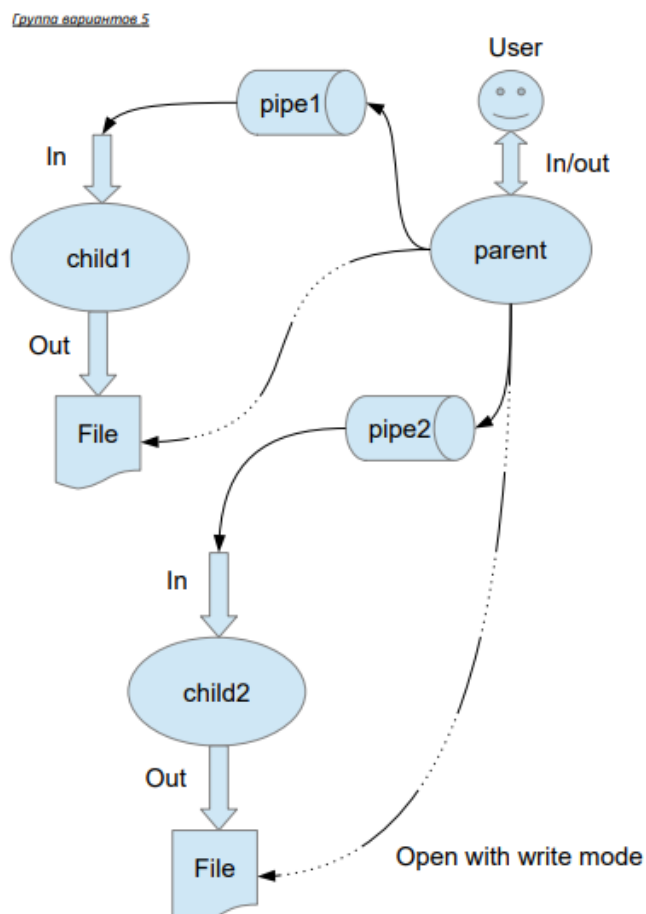 Группа вариантов 5
User
pipe1
In
In/out
child1
parent
Out
File
pipe2
In
child2
Out
Open with write mode
File